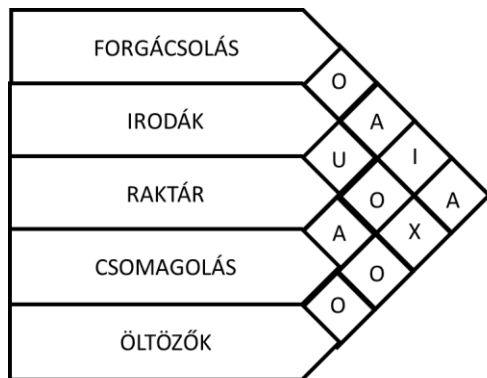 FORGÁCSOLÁS
O
A
IRODÁK
U
I
RAKTÁR
O
A
A
X
CSOMAGOLÁS
O
O
ÖLTÖZŐK